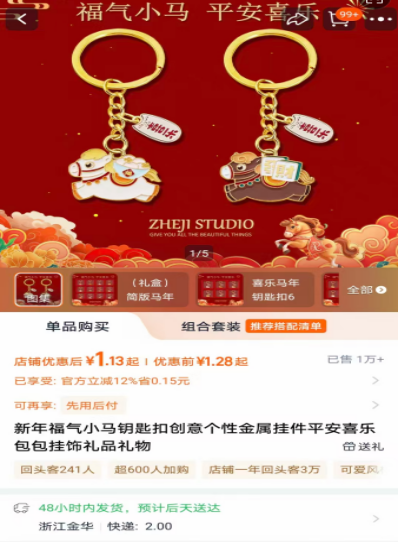 福气小马 平安喜乐
99+
ZHEJI STUDIO
GIVE YOU ALL THE BEAUTIFUL THINGS
1/5
图集
（礼盒）
简版马年
喜乐马年
钥匙扣6
全部
单品购买
组合套装 推荐搭配清单
店铺优惠后 ¥1.13起 优惠前¥1.28起
已售 1万+
已享受: 官方立减12%省0.15元
可再享: 先用后付
新年福气小马钥匙扣创意个性金属挂件平安喜乐
包包挂饰礼品礼物
送礼
回头客241人
超600人加购
店铺一年回头客3万
可爱风
48小时内发货，预计后天送达
浙江金华 快递: 2.00